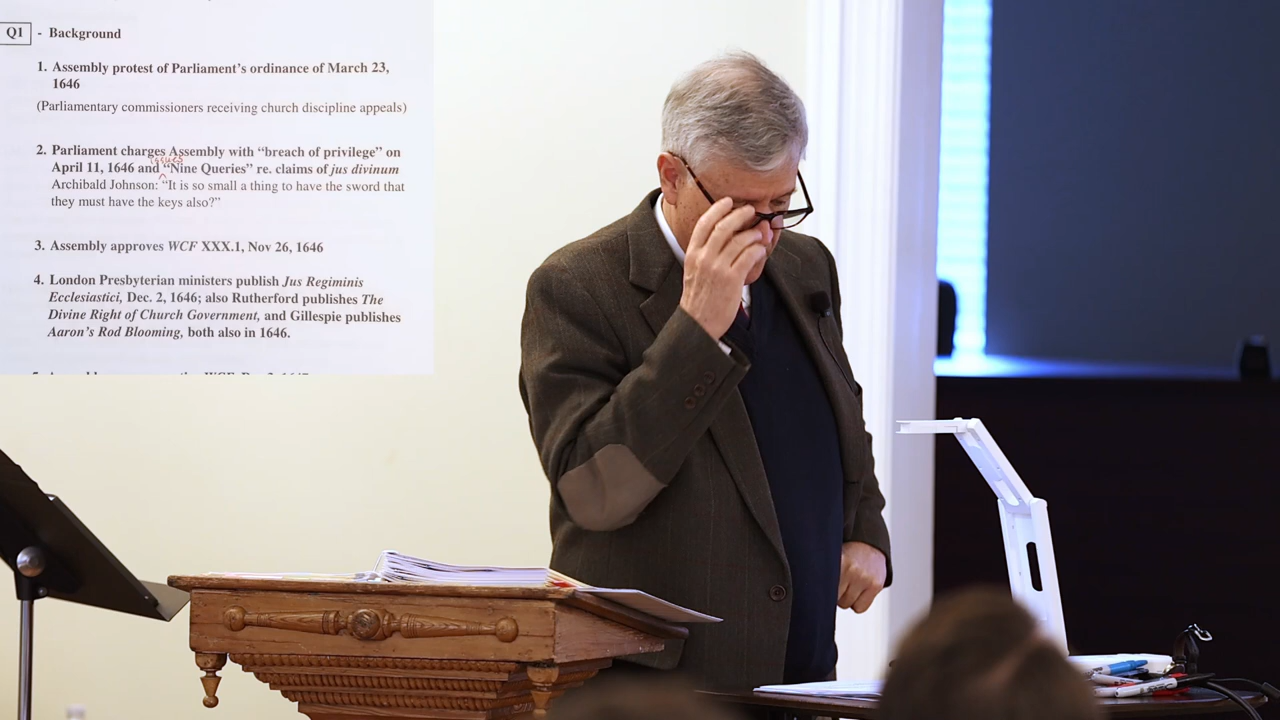 Q1 - Background
1. Assembly protest of Parliament's ordinance of March 23,
1646
(Parliamentary commissioners receiving church discipline appeals)
2. Parliament charges Assembly with “breach of privilege” on
issues
April 11, 1646 and “Nine Queries” re. claims of jus divinum
Archibald Johnson: “It is so small a thing to have the sword that
they must have the keys also?”
3. Assembly approves WCF XXX.1, Nov 26, 1646
4. London Presbyterian ministers publish Jus Regiminis
Ecclesiastici, Dec. 2, 1646; also Rutherford publishes The
Divine Right of Church Government, and Gillespie publishes
Aaron's Rod Blooming, both also in 1646.